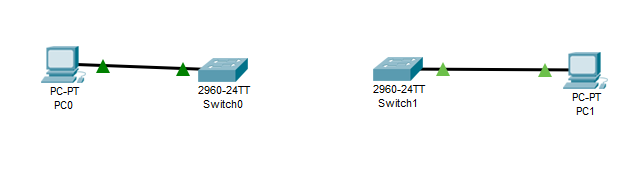 PC-PT
PC0
2960-24TT
Switch0
2960-24TT
Switch1
PC-PT
PC1